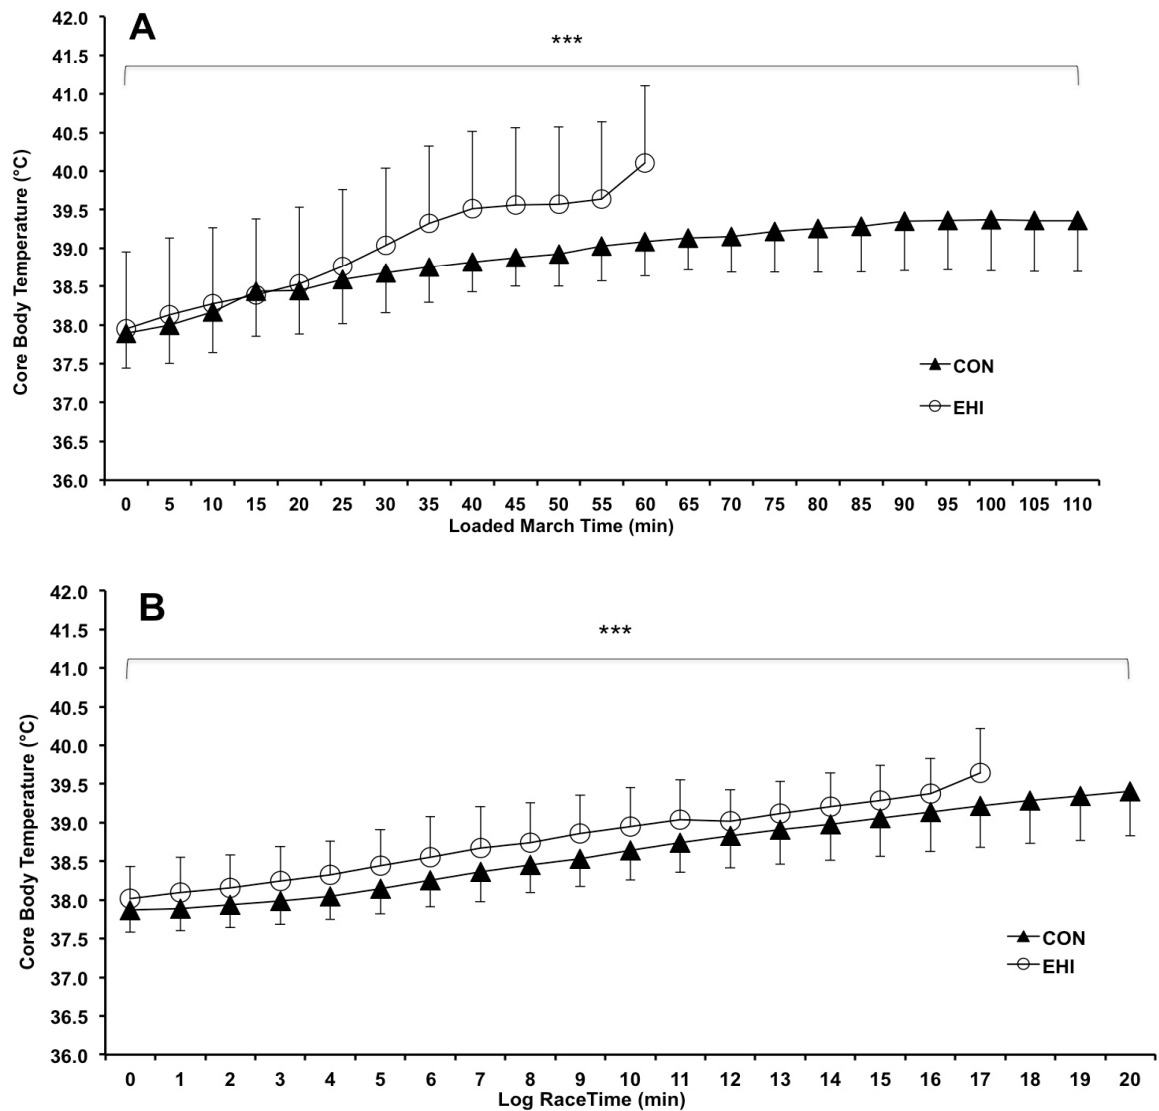 A
***
42.0
41.5
41.0
40.5
40.0
39.5
39.0
38.5
38.0
37.5
37.0
36.5
36.0
Core Body Temperature (°C)
CON
EHI
0 5 10 15 20 25 30 35 40 45 50 55 60 65 70 75 80 85 90 95 100 105 110
Loaded March Time (min)
B
***
42.0
41.5
41.0
40.5
40.0
39.5
39.0
38.5
38.0
37.5
37.0
36.5
36.0
Core Body Temperature (°C)
CON
EHI
0 1 2 3 4 5 6 7 8 9 10 11 12 13 14 15 16 17 18 19 20
Log RaceTime (min)